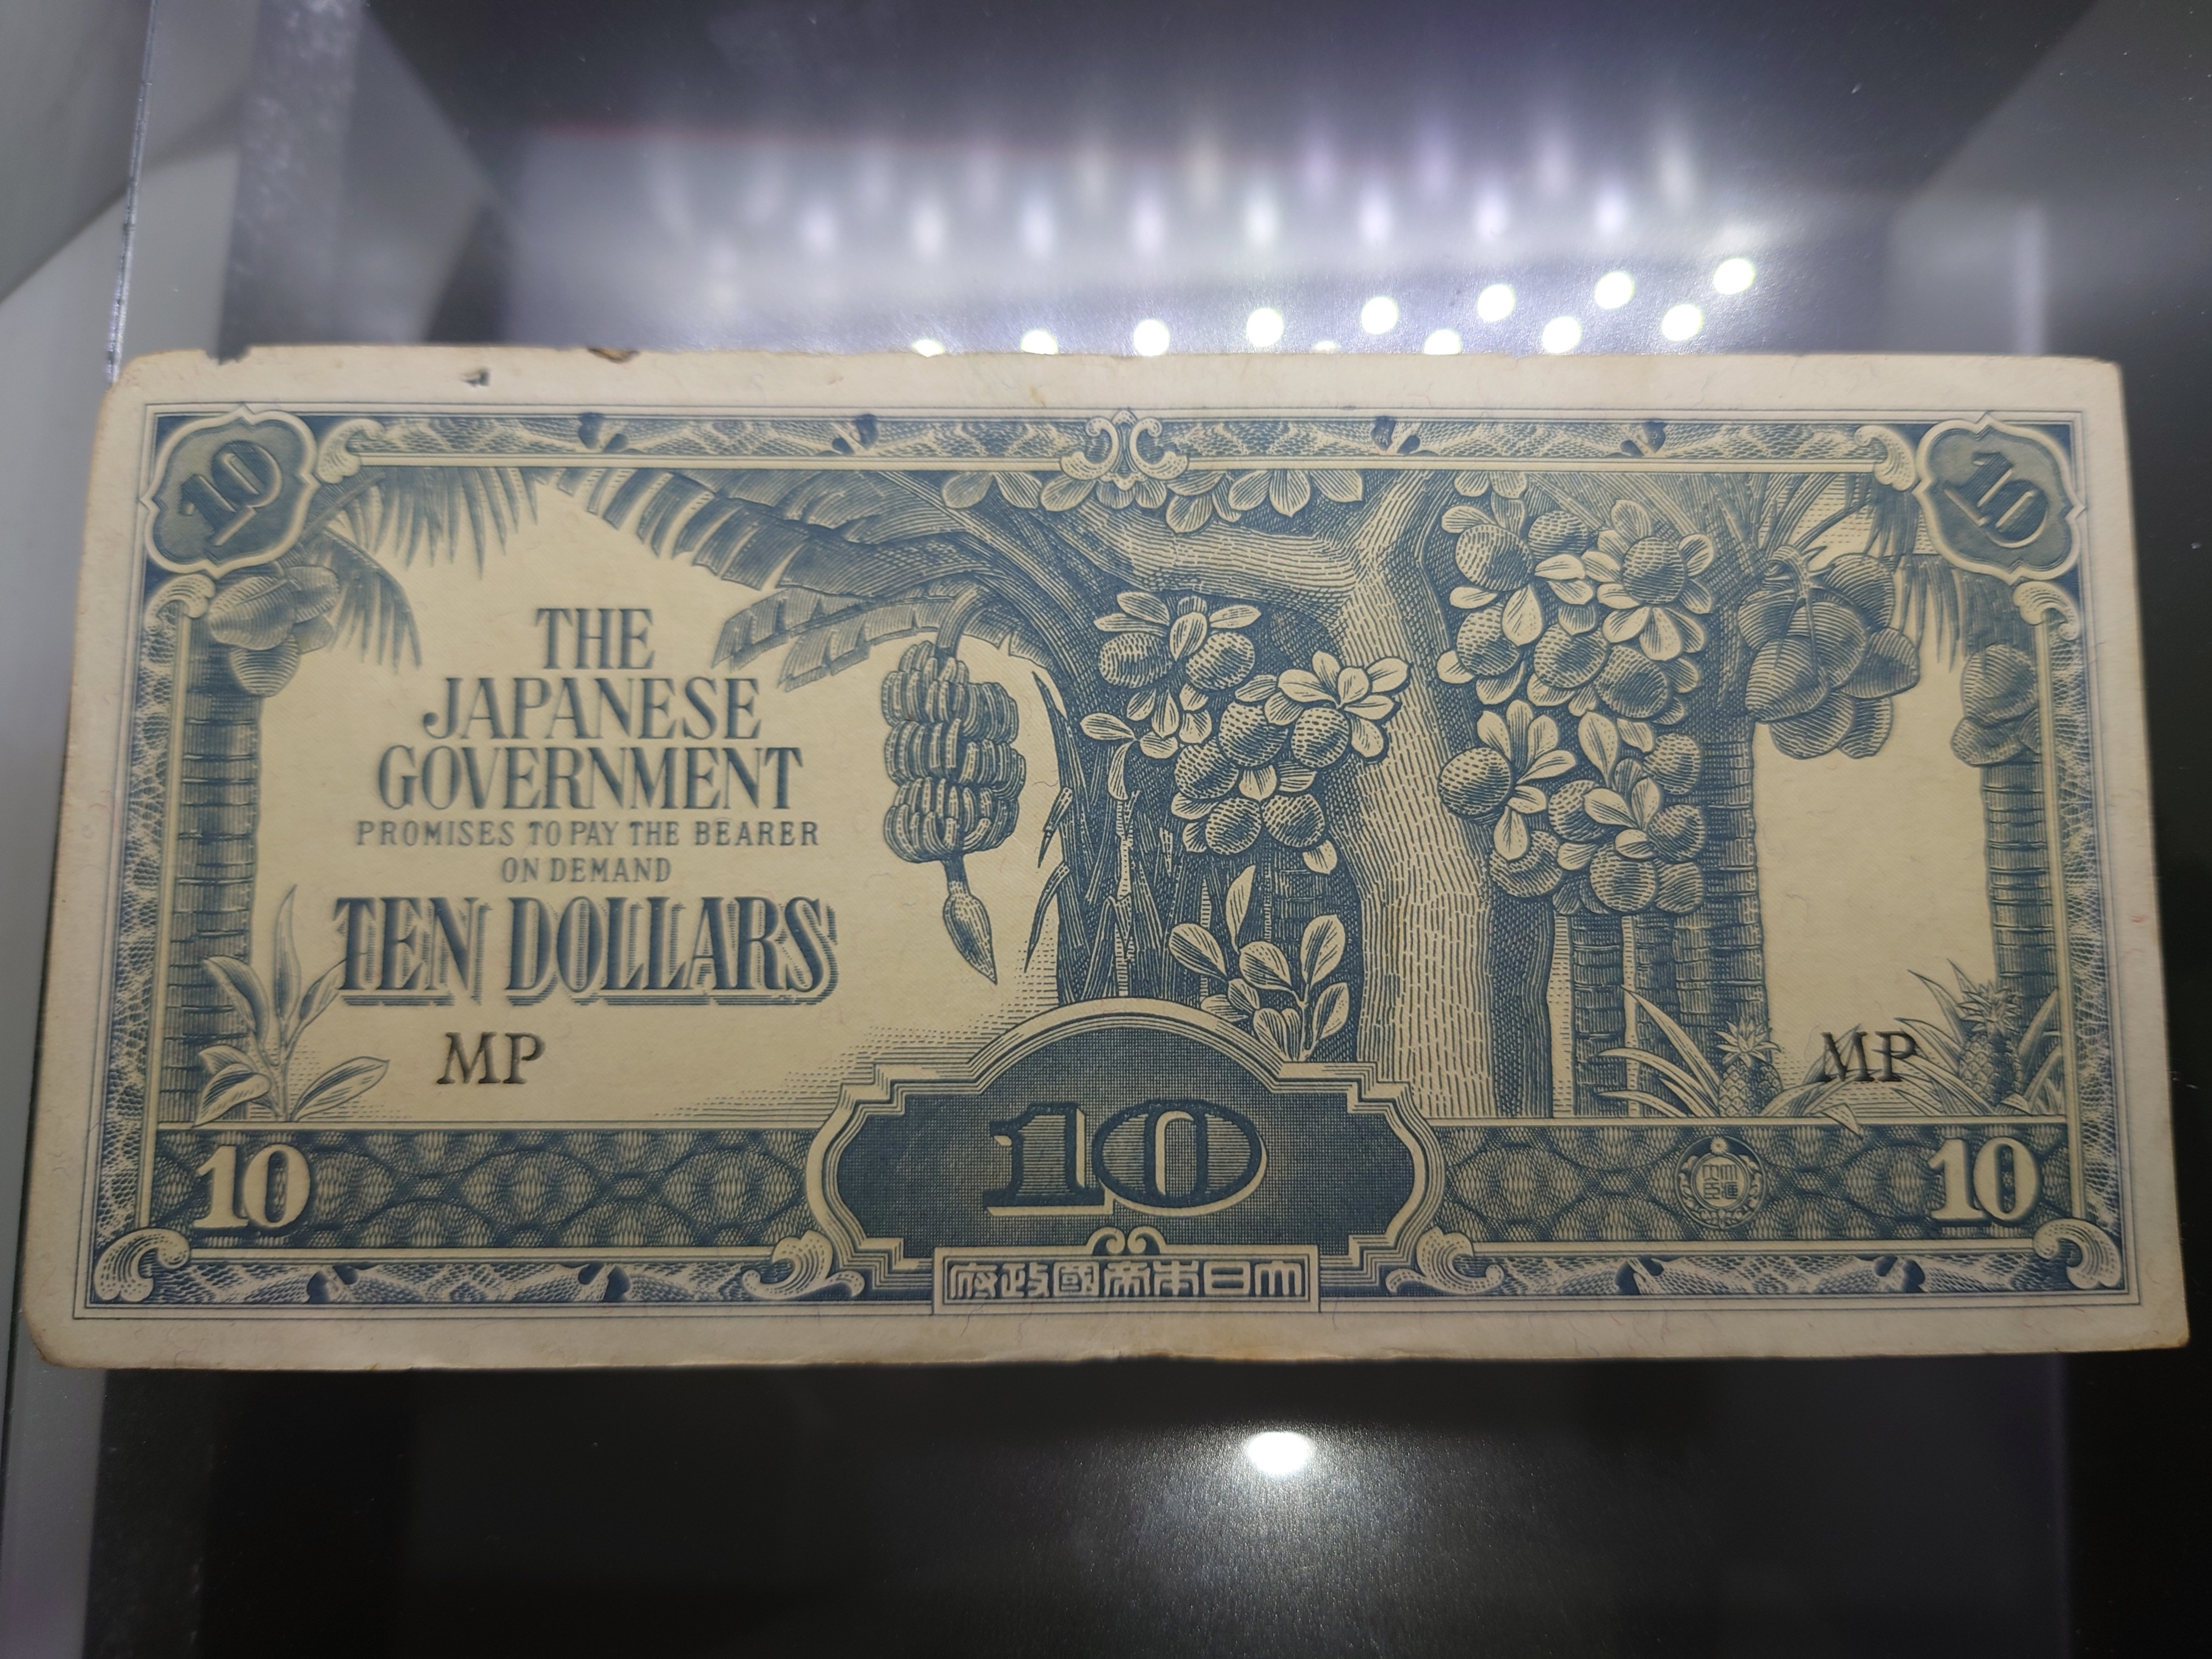 10 10
THE
JAPANESE
GOVERNMENT
PROMISES TO PAY THE BEARER
ON DEMAND
TEN DOLLARS
MP MP
10 10 10
府政國帝本日大